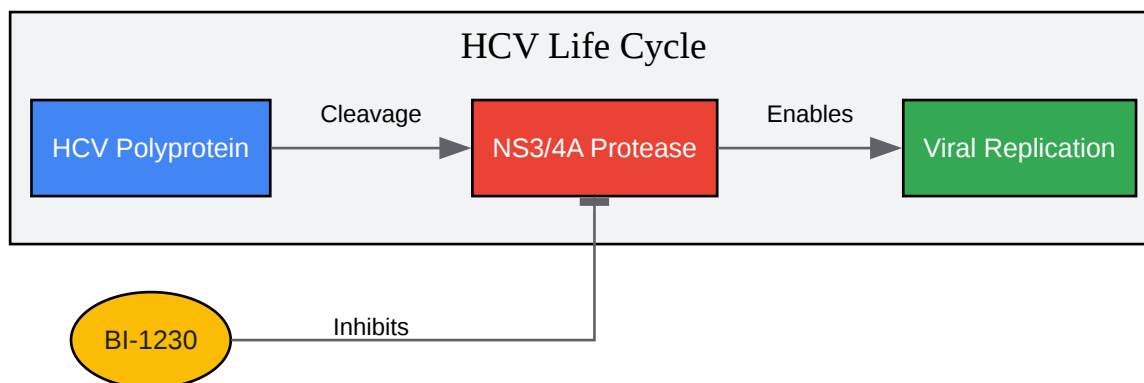 HCV Life Cycle
HCV Polyprotein
Cleavage
NS3/4A Protease
Enables
Viral Replication
BI-1230
Inhibits